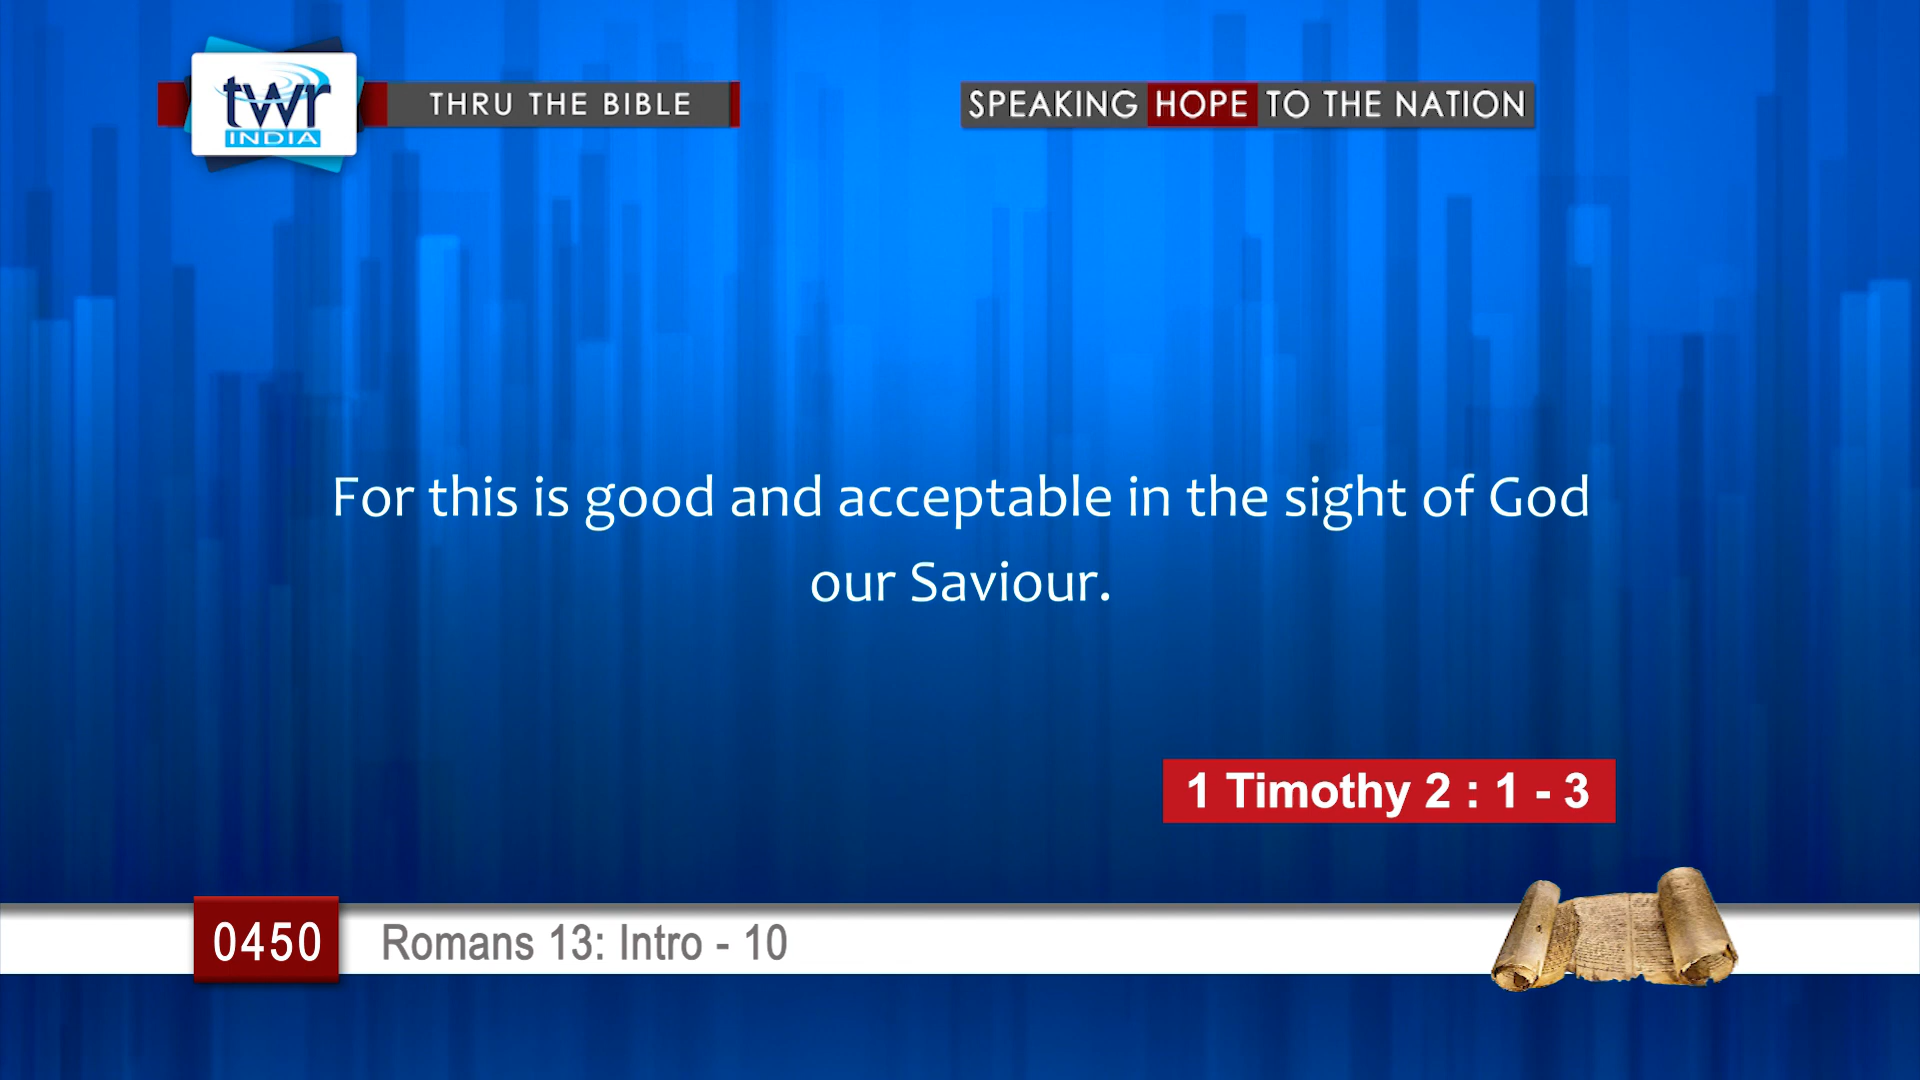 twr
INDIA
THRU THE BIBLE
SPEAKING HOPE TO THE NATION
For this is good and acceptable in the sight of God
our Saviour.
1 Timothy 2 : 1 - 3
0450
Romans 13: Intro - 10